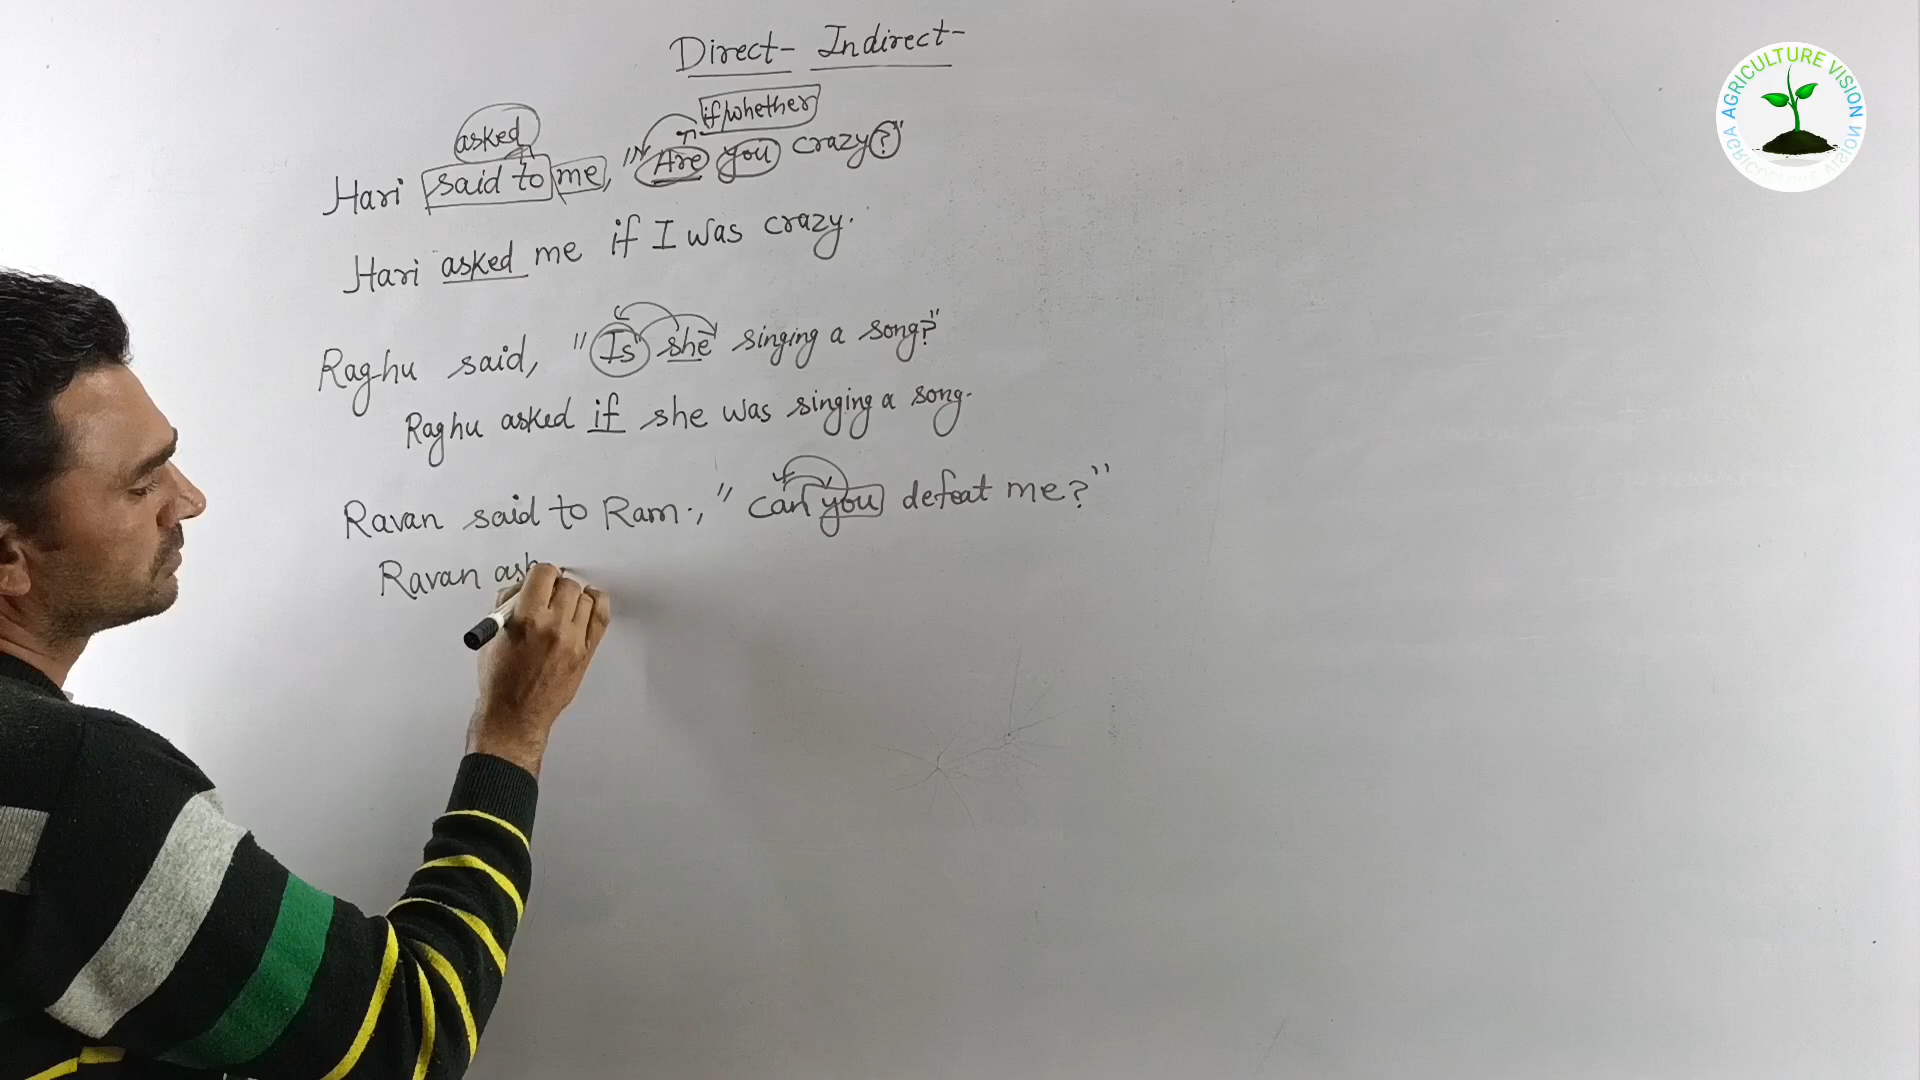 Direct- Indirect-
if/whether
asked
Hari said to me, "Are you crazy?"
Hari asked me if I was crazy.
Raghu said, "Is she singing a song?"
Raghu asked if she was singing a song.
Ravan said to Ram., "can you defeat me?"
Ravan ask
AGRICULTURE VISION